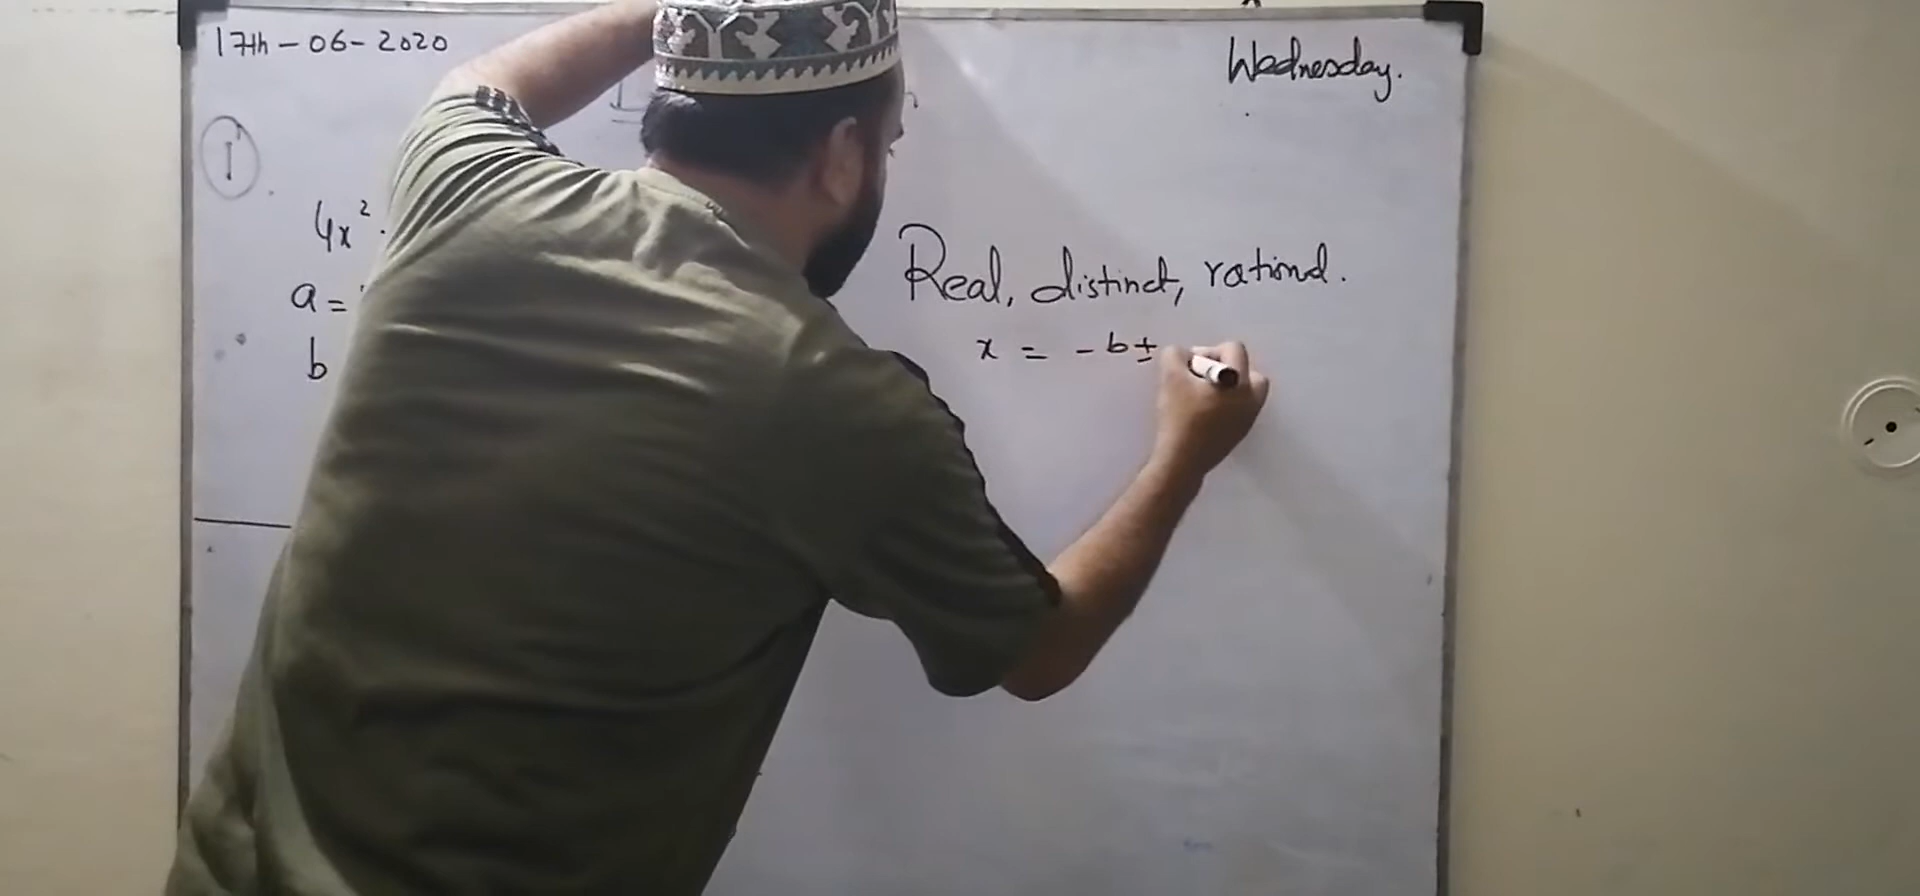 17th - 06 - 2020
Wednesday.
I
4x²
a =
b
Real, distinct, rational.
x = - b ±